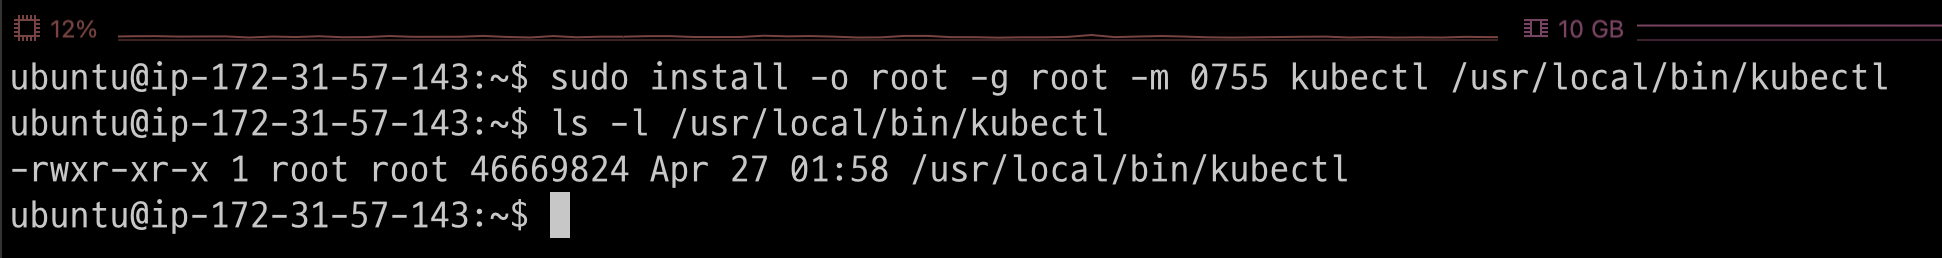 12% 10 GB
ubuntu@ip-172-31-57-143:~$ sudo install -o root -g root -m 0755 kubectl /usr/local/bin/kubectl
ubuntu@ip-172-31-57-143:~$ ls -l /usr/local/bin/kubectl
-rwxr-xr-x 1 root root 46669824 Apr 27 01:58 /usr/local/bin/kubectl
ubuntu@ip-172-31-57-143:~$